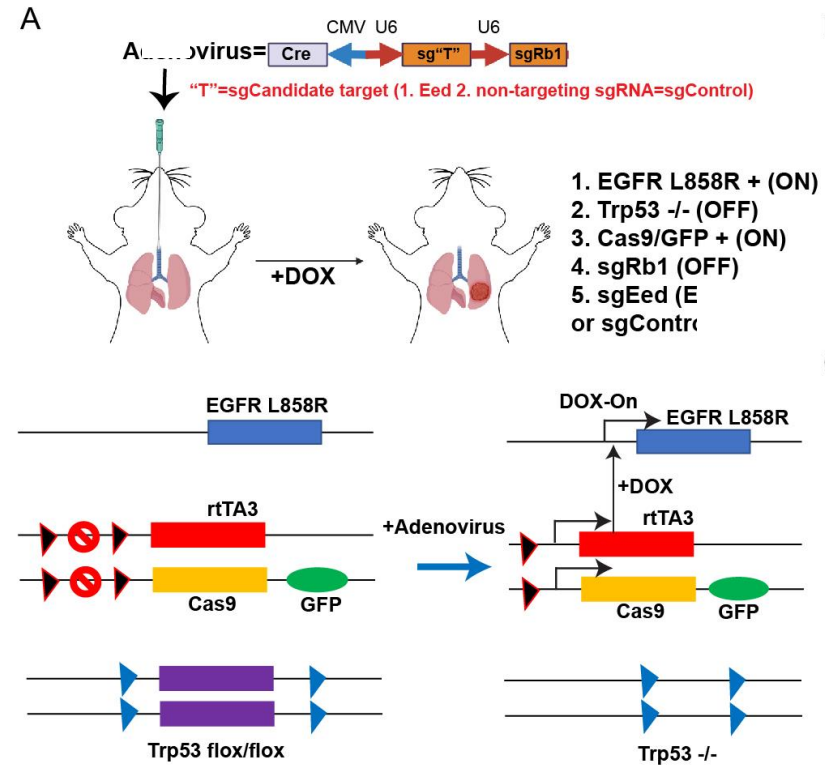 A
CMV U6 U6
Adenovirus= Cre sg“T” sgRb1
“T”=sgCandidate target (1. Eed 2. non-targeting sgRNA=sgControl)
1. EGFR L858R + (ON)
2. Trp53 -/- (OFF)
3. Cas9/GFP + (ON)
4. sgRb1 (OFF)
5. sgEed (E
or sgContro
+DOX
EGFR L858R
rtTA3
Cas9 GFP
Trp53 flox/flox
+Adenovirus
DOX-On
EGFR L858R
+DOX
rtTA3
Cas9 GFP
Trp53 -/-